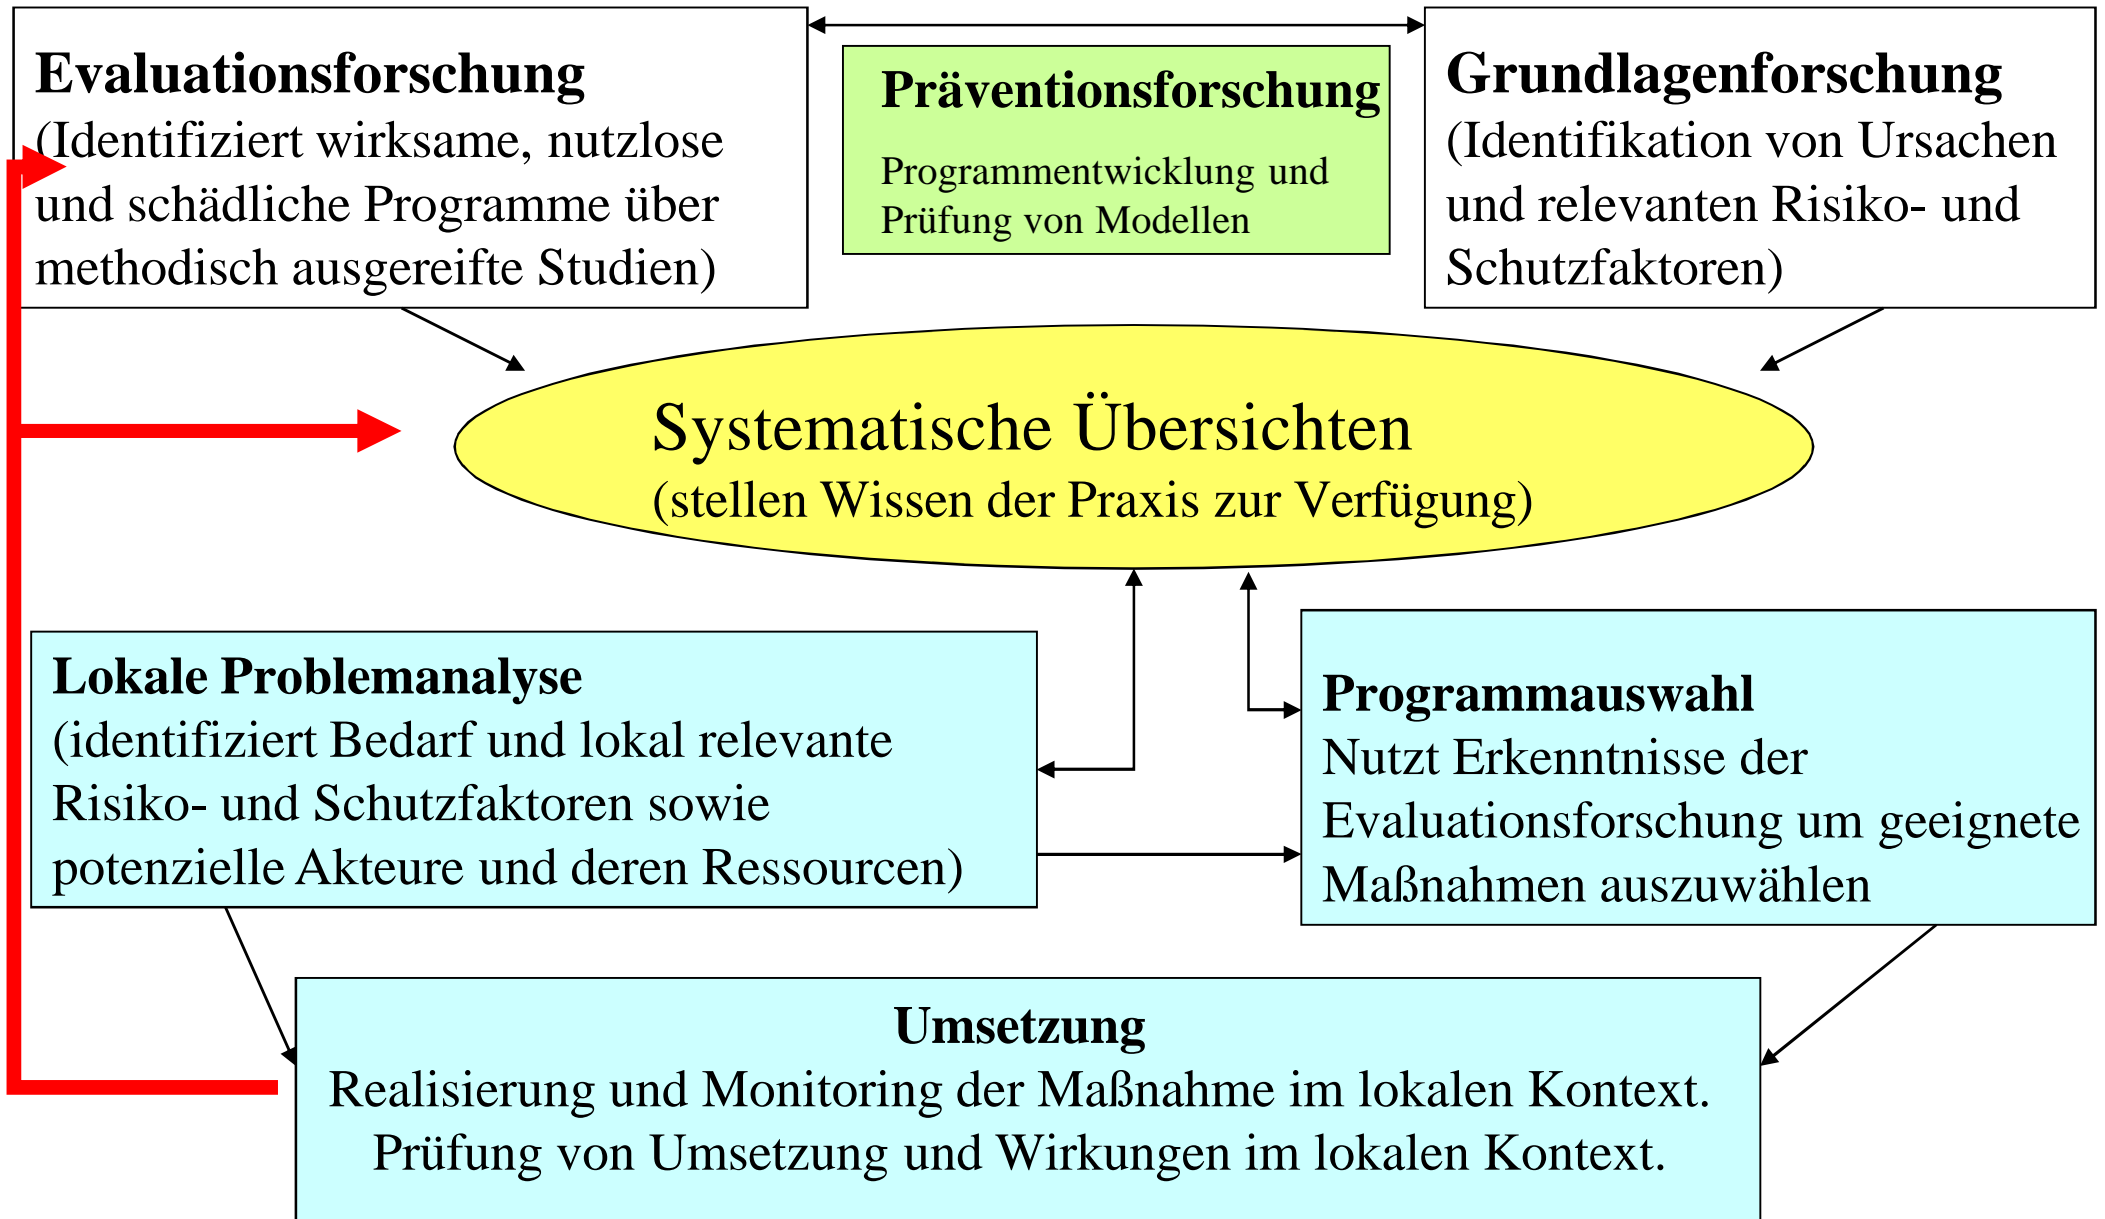 Evaluationsforschung
(Identifiziert wirksame, nutzlose
und schädliche Programme über
methodisch ausgereifte Studien)
Präventionsforschung
Programmentwicklung und
Prüfung von Modellen
Grundlagenforschung
(Identifikation von Ursachen
und relevanten Risiko- und
Schutzfaktoren)
Systematische Übersichten
(stellen Wissen der Praxis zur Verfügung)
Lokale Problemanalyse
(identifiziert Bedarf und lokal relevante
Risiko- und Schutzfaktoren sowie
potenzielle Akteure und deren Ressourcen)
Programmauswahl
Nutzt Erkenntnisse der
Evaluationsforschung um geeignete
Maßnahmen auszuwählen
Umsetzung
Realisierung und Monitoring der Maßnahme im lokalen Kontext.
Prüfung von Umsetzung und Wirkungen im lokalen Kontext.